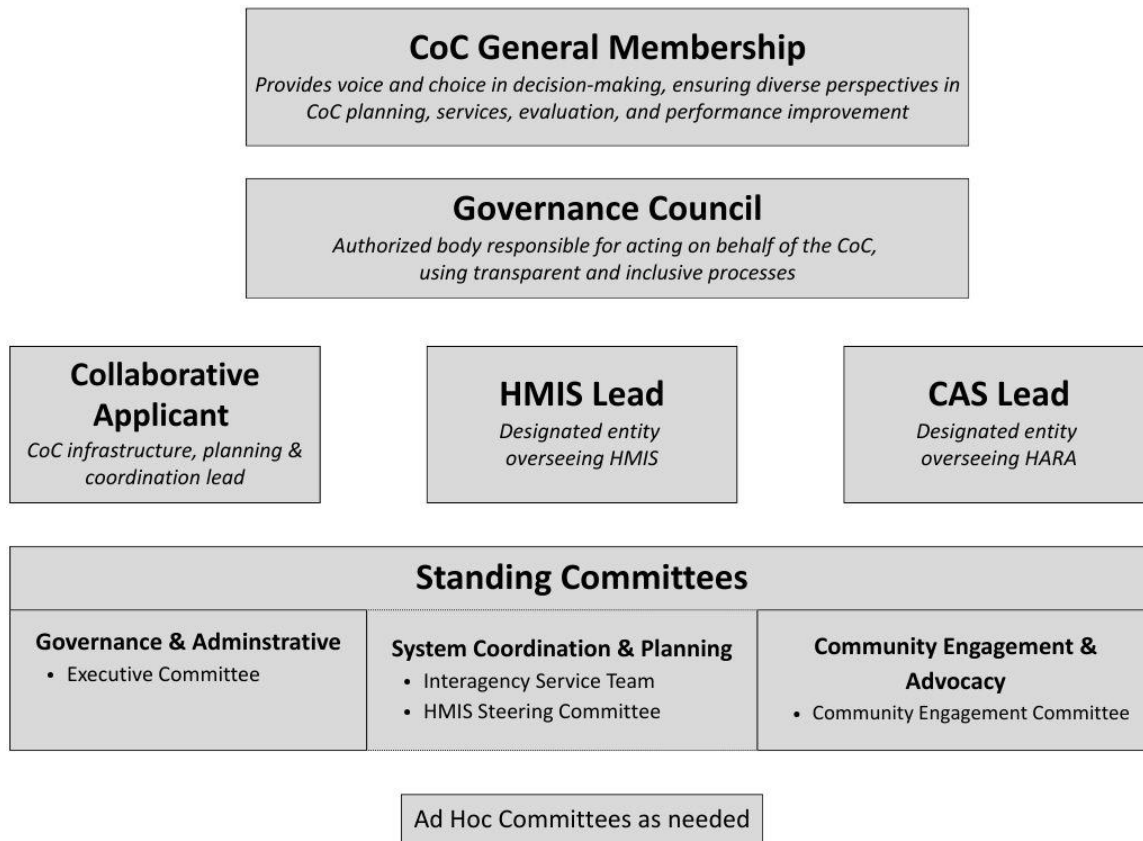 CoC General Membership
Provides voice and choice in decision-making, ensuring diverse perspectives in
CoC planning, services, evaluation, and performance improvement
Governance Council
Authorized body responsible for acting on behalf of the CoC,
using transparent and inclusive processes
Collaborative
Applicant
CoC infrastructure, planning &
coordination lead
HMIS Lead
Designated entity
overseeing HMIS
CAS Lead
Designated entity
overseeing HARA
Standing Committees
Governance & Adminstrative
• Executive Committee
System Coordination & Planning
• Interagency Service Team
• HMIS Steering Committee
Community Engagement &
Advocacy
• Community Engagement Committee
Ad Hoc Committees as needed